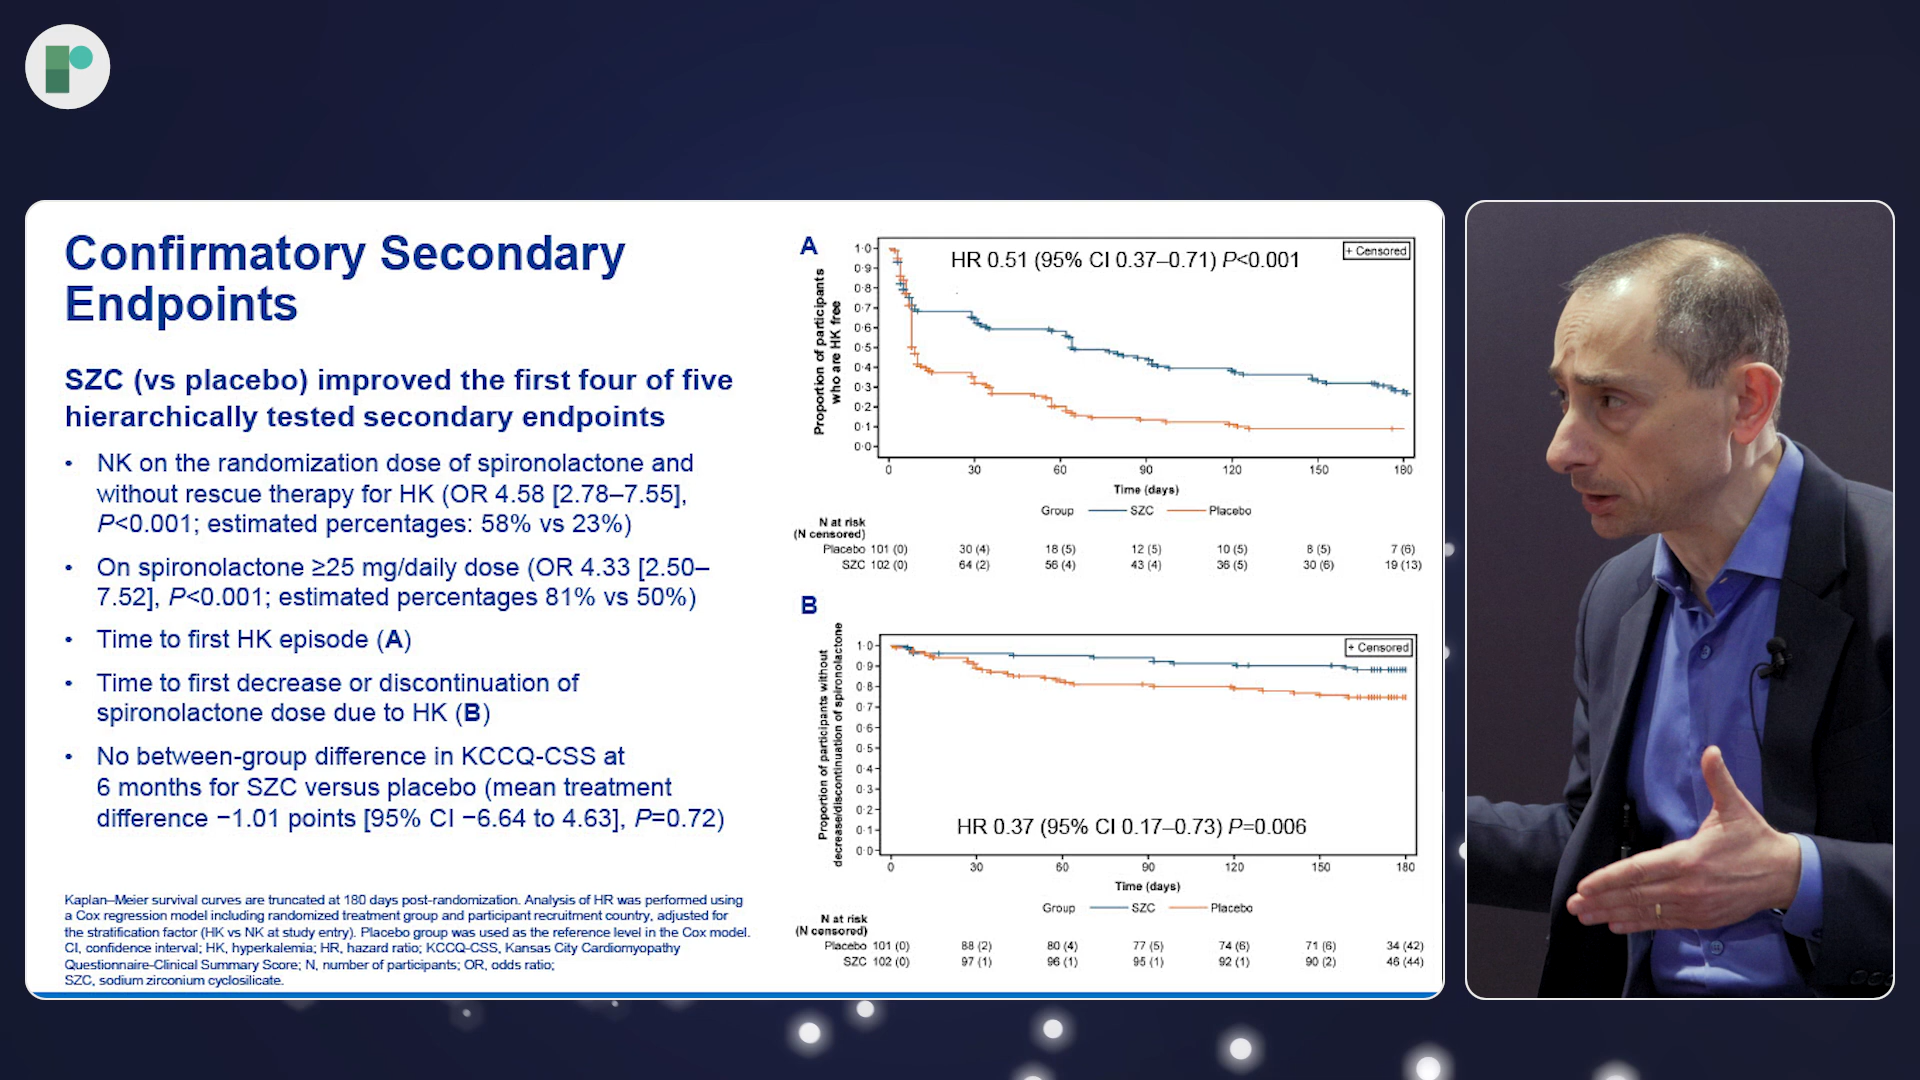 Confirmatory Secondary
Endpoints
SZC (vs placebo) improved the first four of five
hierarchically tested secondary endpoints
• NK on the randomization dose of spironolactone and
without rescue therapy for HK (OR 4.58 [2.78–7.55],
P<0.001; estimated percentages: 58% vs 23%)
• On spironolactone ≥25 mg/daily dose (OR 4.33 [2.50–
7.52], P<0.001; estimated percentages 81% vs 50%)
• Time to first HK episode (A)
• Time to first decrease or discontinuation of
spironolactone dose due to HK (B)
• No between-group difference in KCCQ-CSS at
6 months for SZC versus placebo (mean treatment
difference −1.01 points [95% CI −6.64 to 4.63], P=0.72)
Kaplan–Meier survival curves are truncated at 180 days post-randomization. Analysis of HR was performed using
a Cox regression model including randomized treatment group and participant recruitment country, adjusted for
the stratification factor (HK vs NK at study entry). Placebo group was used as the reference level in the Cox model.
CI, confidence interval; HK, hyperkalemia; HR, hazard ratio; KCCQ-CSS, Kansas City Cardiomyopathy
Questionnaire-Clinical Summary Score; N, number of participants; OR, odds ratio;
SZC, sodium zirconium cyclosilicate.
A
HR 0.51 (95% CI 0.37–0.71) P<0.001
+ Censored
Proportion of participants
who are HK free
1·0
0·9
0·8
0·7
0·6
0·5
0·4
0·3
0·2
0·1
0·0
0 30 60 90 120 150 180
Time (days)
Group SZC Placebo
N at risk
(N censored)
Placebo 101 (0) 30 (4) 18 (5) 12 (5) 10 (5) 8 (5) 7 (6)
SZC 102 (0) 64 (2) 56 (4) 43 (4) 36 (5) 30 (6) 19 (13)
B
+ Censored
Proportion of participants without
decrease/discontinuation of spironolactone
1·0
0·9
0·8
0·7
0·6
0·5
0·4
0·3
0·2
0·1
0·0
HR 0.37 (95% CI 0.17–0.73) P=0.006
0 30 60 90 120 150 180
Time (days)
Group SZC Placebo
N at risk
(N censored)
Placebo 101 (0) 88 (2) 80 (4) 77 (5) 74 (6) 71 (6) 34 (42)
SZC 102 (0) 97 (1) 96 (1) 95 (1) 92 (1) 90 (2) 46 (44)